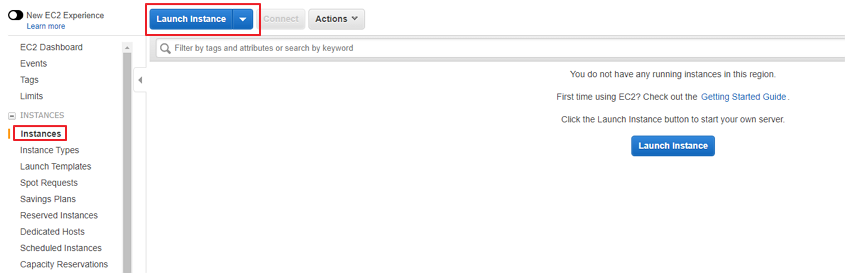 New EC2 Experience
Learn more
EC2 Dashboard
Events
Tags
Limits
INSTANCES
Instances
Instance Types
Launch Templates
Spot Requests
Savings Plans
Reserved Instances
Dedicated Hosts
Scheduled Instances
Capacity Reservations
Launch Instance Connect Actions
Filter by tags and attributes or search by keyword
You do not have any running instances in this region.
First time using EC2? Check out the Getting Started Guide.
Click the Launch Instance button to start your own server.
Launch Instance